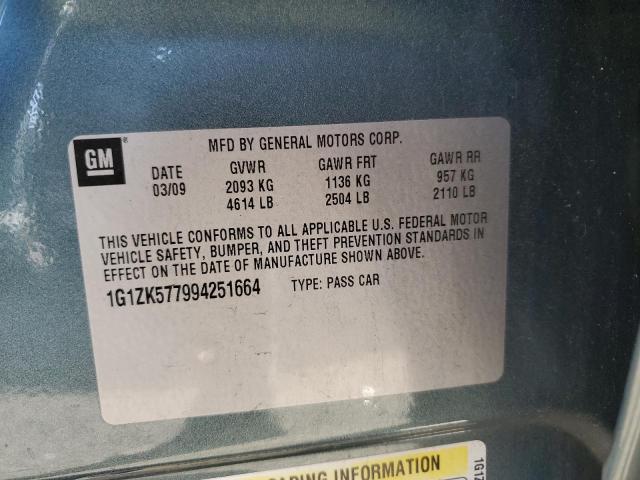 GM®
MFD BY GENERAL MOTORS CORP.
DATE GVWR GAWR FRT GAWR RR
03/09 2093 KG 1136 KG 957 KG
4614 LB 2504 LB 2110 LB
THIS VEHICLE CONFORMS TO ALL APPLICABLE U.S. FEDERAL MOTOR
VEHICLE SAFETY, BUMPER, AND THEFT PREVENTION STANDARDS IN
EFFECT ON THE DATE OF MANUFACTURE SHOWN ABOVE.
1G1ZK577994251664 TYPE: PASS CAR
INFORMATION